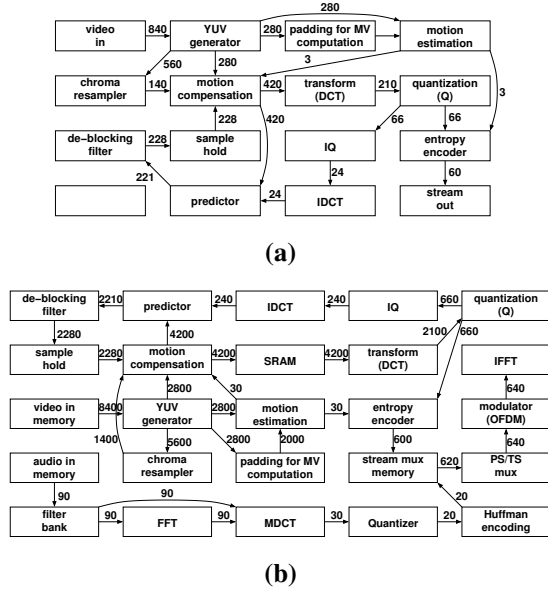 280
video in 840 YUV generator 280 padding for MV computation motion estimation
560 280 3
chroma resampler 140 motion compensation 420 transform (DCT) 210 quantization (Q) 3
228 420 66 66
de-blocking filter 228 sample hold IQ entropy encoder
221 24 60
predictor 24 IDCT stream out
(a)
de-blocking filter 2210 predictor 240 IDCT 240 IQ 660 quantization (Q)
2280 4200 2100 660
sample hold 2280 motion compensation 4200 SRAM 4200 transform (DCT) IFFT
2800 30 640
video in memory 8400 YUV generator 2800 motion estimation 30 entropy encoder modulator (OFDM)
1400 5600 2800 2000 600 640
audio in memory chroma resampler padding for MV computation stream mux memory 620 PS/TS mux
90 90 20
filter bank 90 FFT 90 MDCT 30 Quantizer 20 Huffman encoding
(b)